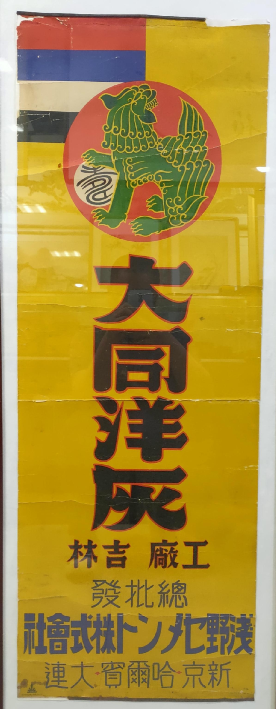 大同洋灰
工廠 吉林
總批發
淺野セメント株式會社
新京哈爾賓大連